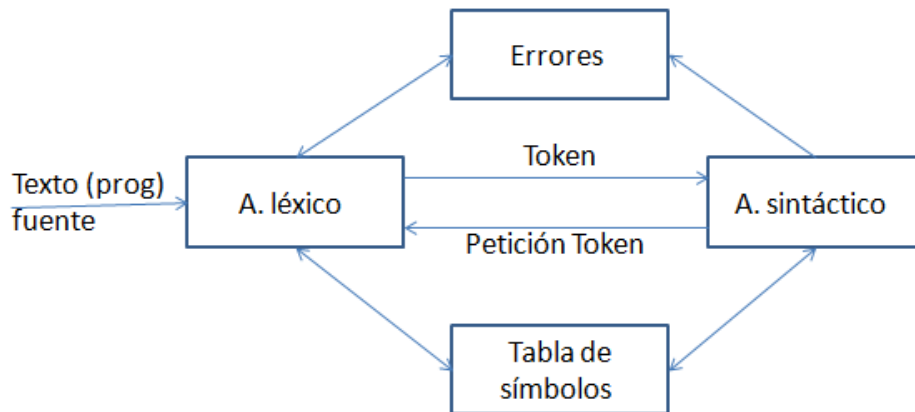 Errores
Token
Texto (prog)
fuente
A. léxico
A. sintáctico
Petición Token
Tabla de
símbolos